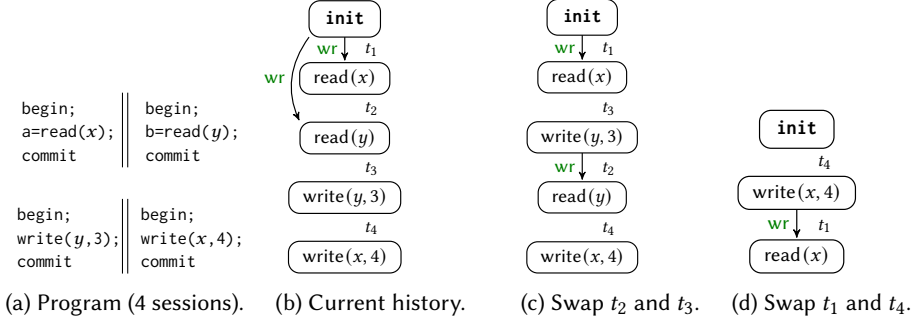 begin;
a=read(x);
commit
begin;
b=read(y);
commit
begin;
write(y,3);
commit
begin;
write(x,4);
commit
(a) Program (4 sessions).
init
wr
t1
read(x)
wr
t2
read(y)
t3
write(y, 3)
t4
write(x, 4)
(b) Current history.
init
wr
t1
read(x)
t3
write(y, 3)
wr
t2
read(y)
t4
write(x, 4)
(c) Swap t2 and t3.
init
t4
write(x, 4)
wr
t1
read(x)
(d) Swap t1 and t4.